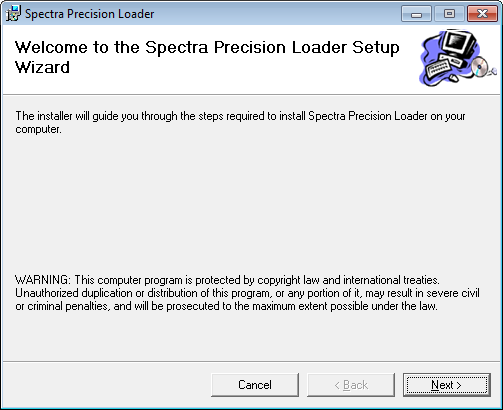 Spectra Precision Loader
Welcome to the Spectra Precision Loader Setup
Wizard
The installer will guide you through the steps required to install Spectra Precision Loader on your
computer.
WARNING: This computer program is protected by copyright law and international treaties.
Unauthorized duplication or distribution of this program, or any portion of it, may result in severe civil
or criminal penalties, and will be prosecuted to the maximum extent possible under the law.
Cancel
< Back
Next >